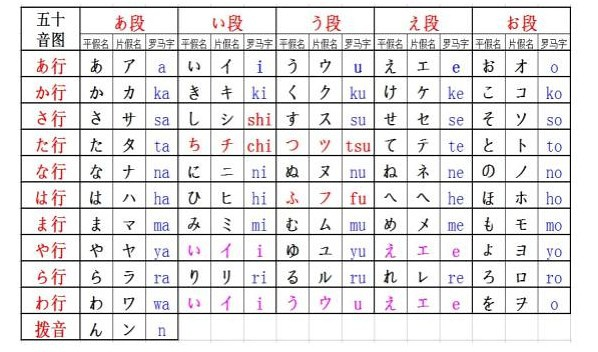 五十音图 あ段 い段 う段 え段 お段
平假名 片假名 罗马字 平假名 片假名 罗马字 平假名 片假名 罗马字 平假名 片假名 罗马字 平假名 片假名 罗马字
あ行 あ ア a い イ i う ウ u え エ e お オ o
か行 か カ ka き キ ki く ク ku け ケ ke こ コ ko
さ行 さ サ sa し シ shi す ス su せ セ se そ ソ so
た行 た タ ta ち チ chi つ ツ tsu て テ te と ト to
な行 な ナ na に ニ ni ぬ ヌ nu ね ネ ne の ノ no
は行 は ハ ha ひ ヒ hi ふ フ fu へ ヘ he ほ ホ ho
ま行 ま マ ma み ミ mi む ム mu め メ me も モ mo
や行 や ヤ ya い イ i ゆ ユ yu え エ e よ ヨ yo
ら行 ら ラ ra り リ ri る ル ru れ レ re ろ ロ ro
わ行 わ ワ wa い イ i う ウ u え エ e を ヲ o
拨音 ん ン n